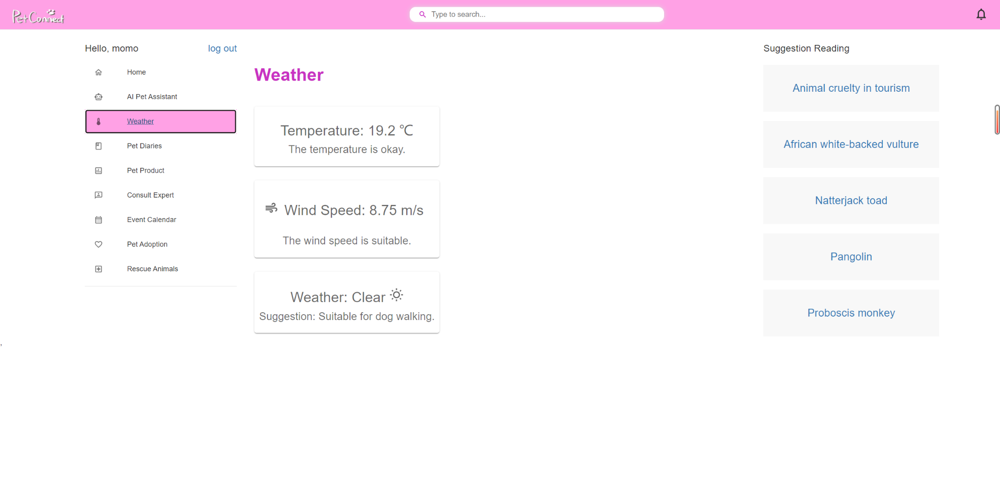 PetConnect
Type to search...
Hello, momo
log out
Home
AI Pet Assistant
Weather
Pet Diaries
Pet Product
Consult Expert
Event Calendar
Pet Adoption
Rescue Animals
Weather
Temperature: 19.2 ℃
The temperature is okay.
Wind Speed: 8.75 m/s
The wind speed is suitable.
Weather: Clear
Suggestion: Suitable for dog walking.
Suggestion Reading
Animal cruelty in tourism
African white-backed vulture
Natterjack toad
Pangolin
Proboscis monkey
,